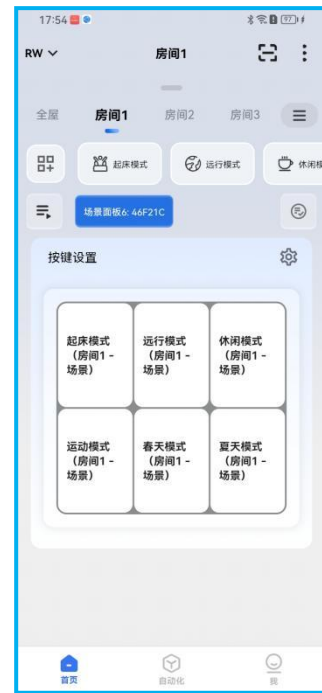 17:54 97
RW 房间1
全屋 房间1 房间2 房间3
起床模式 远行模式 休闲模
场景面板6: 46F21C
按键设置
起床模式 远行模式 休闲模式
（房间1 - （房间1 - （房间1 -
场景） 场景） 场景）
运动模式 春天模式 夏天模式
（房间1 - （房间1 - （房间1 -
场景） 场景） 场景）
首页 自动化 我